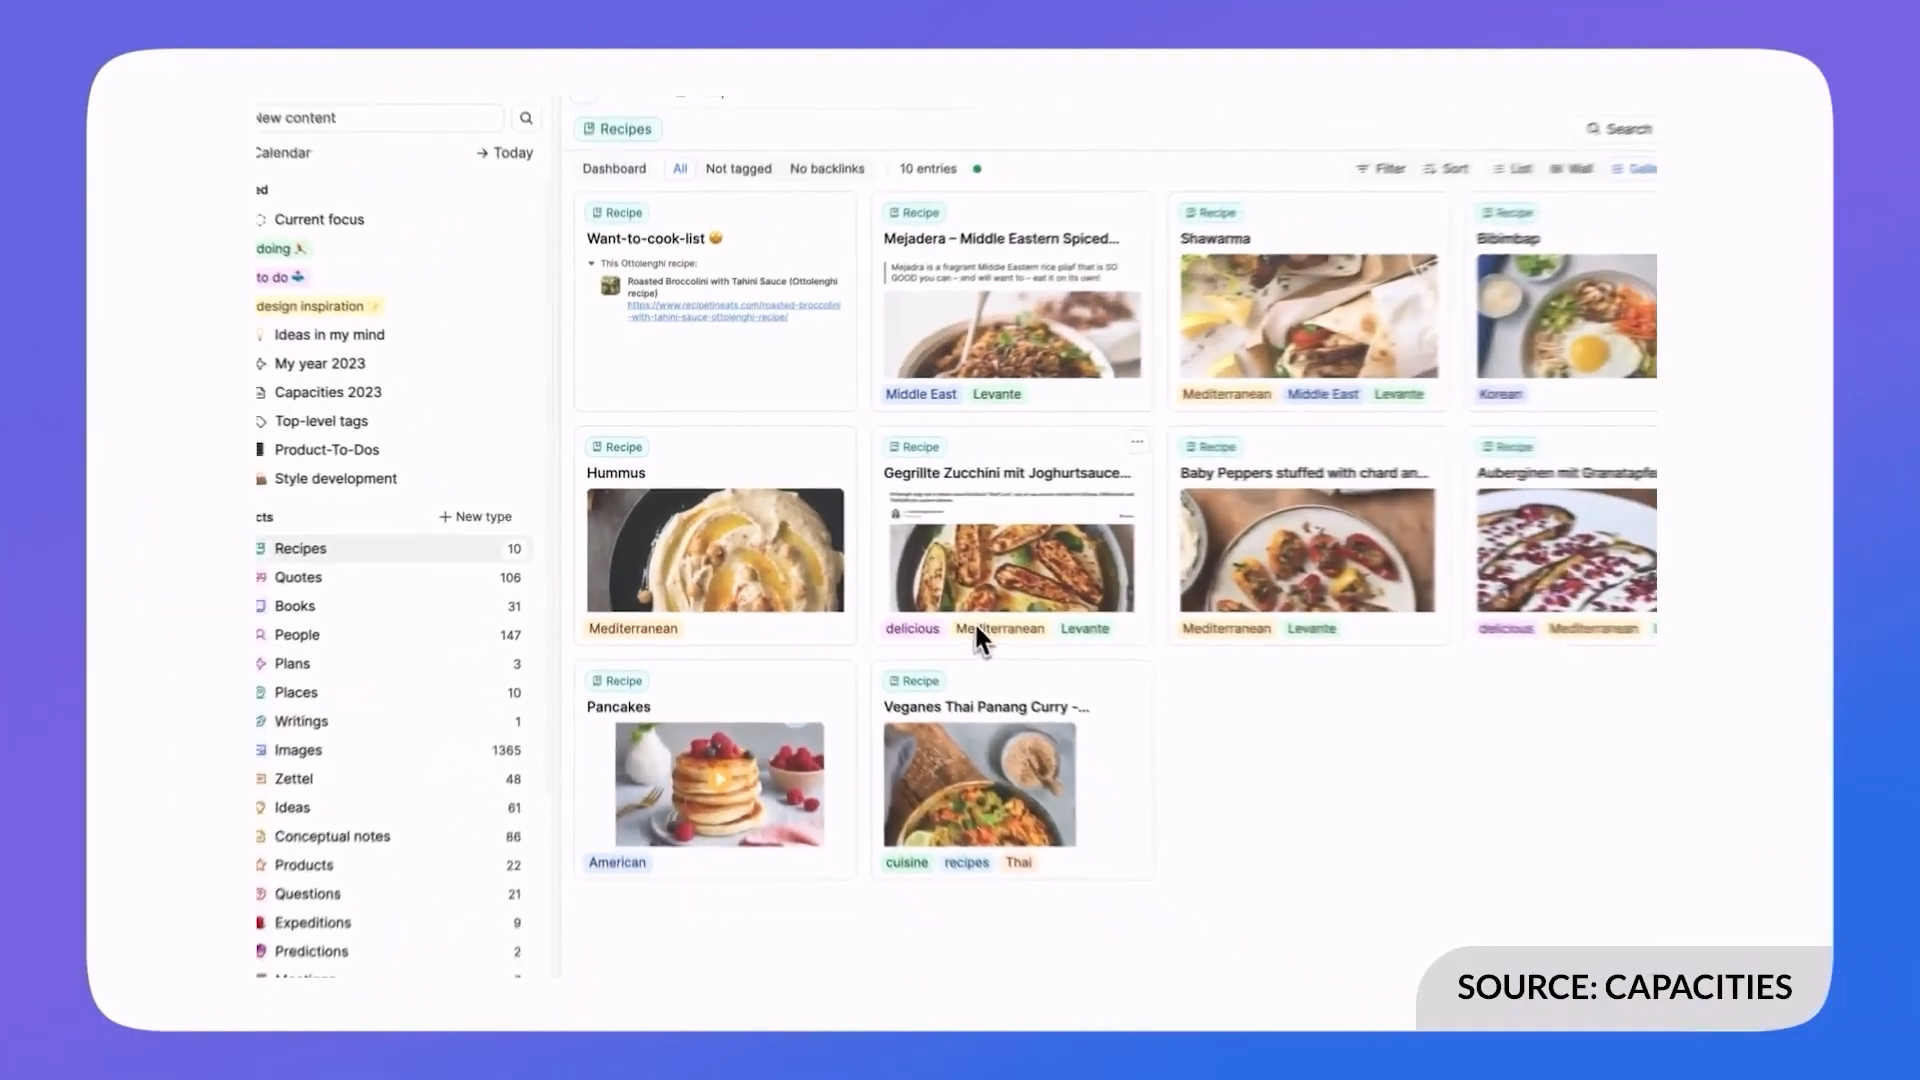 New content
Calendar
→ Today
ed
Current focus
doing
to do
design inspiration
Ideas in my mind
My year 2023
Capacities 2023
Top-level tags
Product-To-Dos
Style development
cts
+ New type
Recipes 10
Quotes 106
Books 31
People 147
Plans 3
Places 10
Writings 1
Images 1365
Zettel 48
Ideas 61
Conceptual notes 86
Products 22
Questions 21
Expeditions 9
Predictions 2
Recipes
Search
Dashboard All Not tagged No backlinks 10 entries
Filter Sort List Wall
Recipe
Want-to-cook-list 🤩
This Ottolenghi recipe:
Roasted Broccolini with Tahini Sauce (Ottolenghi
recipe)
https://www.recipetineats.com/roasted-broccolini
-with-tahini-sauce-ottolenghi-recipe/
Recipe
Mejadera – Middle Eastern Spiced...
Mejadra is a fragrant Middle Eastern rice pilaf that is SO
GOOD you can – and will want to – eat it on its own!
Middle East Levante
Recipe
Shawarma
Mediterranean Middle East Levante
Recipe
Bibimbap
Korean
Recipe
Hummus
Mediterranean
Recipe
Gegrillte Zucchini mit Joghurtsauce...
delicious Mediterranean Levante
Recipe
Baby Peppers stuffed with chard an...
Mediterranean Levante
Recipe
Auberginen mit Granatapfe
delicious Mediterranean
Recipe
Pancakes
American
Recipe
Veganes Thai Panang Curry -...
cuisine recipes Thai
SOURCE: CAPACITIES